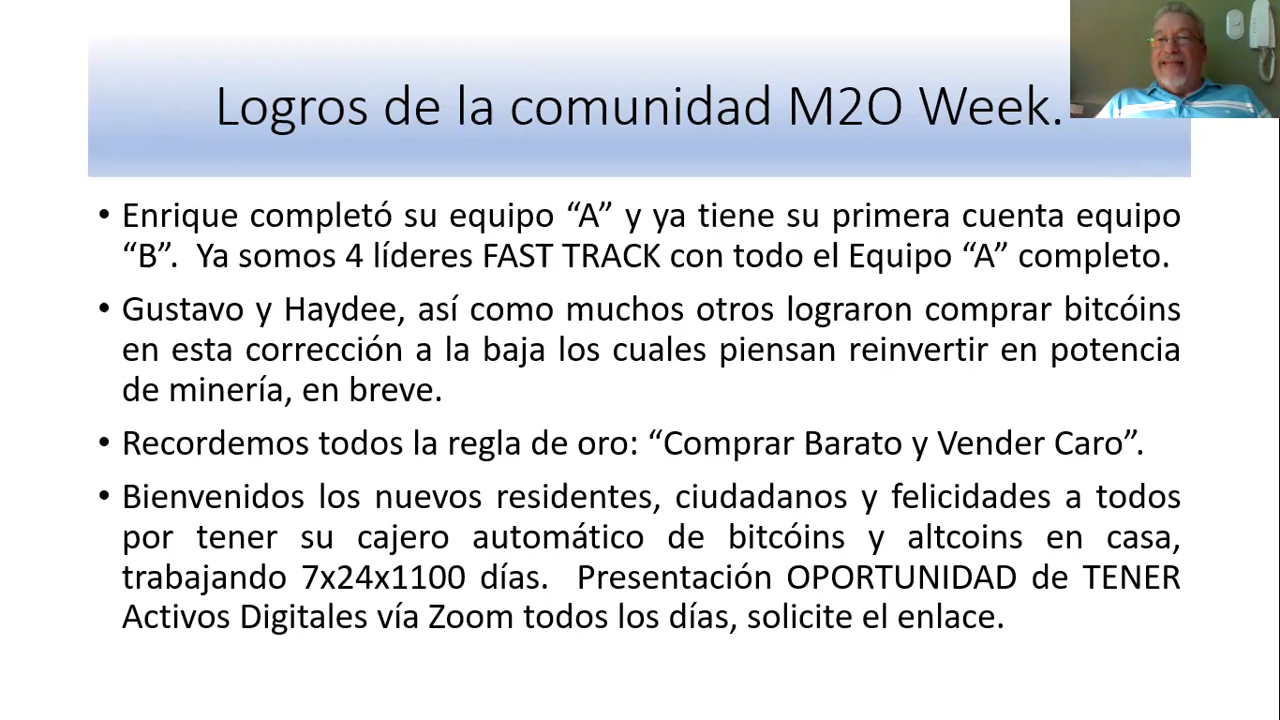 Logros de la comunidad M2O Week.
• Enrique completó su equipo “A” y ya tiene su primera cuenta equipo
“B”.  Ya somos 4 líderes FAST TRACK con todo el Equipo “A” completo.
• Gustavo y Haydee, así como muchos otros lograron comprar bitcóins
en esta corrección a la baja los cuales piensan reinvertir en potencia
de minería, en breve.
• Recordemos todos la regla de oro: “Comprar Barato y Vender Caro”.
• Bienvenidos los nuevos residentes, ciudadanos y felicidades a todos
por tener su cajero automático de bitcóins y altcoins en casa,
trabajando 7x24x1100 días.  Presentación OPORTUNIDAD de TENER
Activos Digitales vía Zoom todos los días, solicite el enlace.